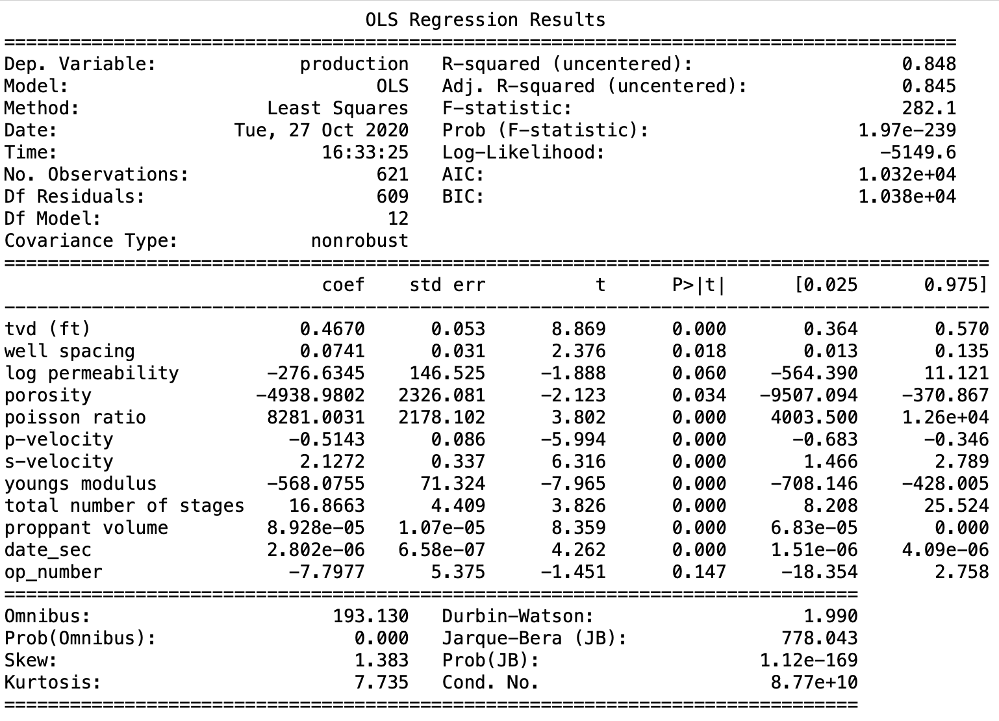 OLS Regression Results
==============================================================================
Dep. Variable: production R-squared (uncentered): 0.848
Model: OLS Adj. R-squared (uncentered): 0.845
Method: Least Squares F-statistic: 282.1
Date: Tue, 27 Oct 2020 Prob (F-statistic): 1.97e-239
Time: 16:33:25 Log-Likelihood: -5149.6
No. Observations: 621 AIC: 1.032e+04
Df Residuals: 609 BIC: 1.038e+04
Df Model: 12
Covariance Type: nonrobust
==============================================================================
coef std err t P>|t| [0.025 0.975]
------------------------------------------------------------------------------
tvd (ft) 0.4670 0.053 8.869 0.000 0.364 0.570
well spacing 0.0741 0.031 2.376 0.018 0.013 0.135
log permeability -276.6345 146.525 -1.888 0.060 -564.390 11.121
porosity -4938.9802 2326.081 -2.123 0.034 -9507.094 -370.867
poisson ratio 8281.0031 2178.102 3.802 0.000 4003.500 1.26e+04
p-velocity -0.5143 0.086 -5.994 0.000 -0.683 -0.346
s-velocity 2.1272 0.337 6.316 0.000 1.466 2.789
youngs modulus -568.0755 71.324 -7.965 0.000 -708.146 -428.005
total number of stages 16.8663 4.409 3.826 0.000 8.208 25.524
proppant volume 8.928e-05 1.07e-05 8.359 0.000 6.83e-05 0.000
date_sec 2.802e-06 6.58e-07 4.262 0.000 1.51e-06 4.09e-06
op_number -7.7977 5.375 -1.451 0.147 -18.354 2.758
==============================================================================
Omnibus: 193.130 Durbin-Watson: 1.990
Prob(Omnibus): 0.000 Jarque-Bera (JB): 778.043
Skew: 1.383 Prob(JB): 1.12e-169
Kurtosis: 7.735 Cond. No. 8.77e+10
==============================================================================